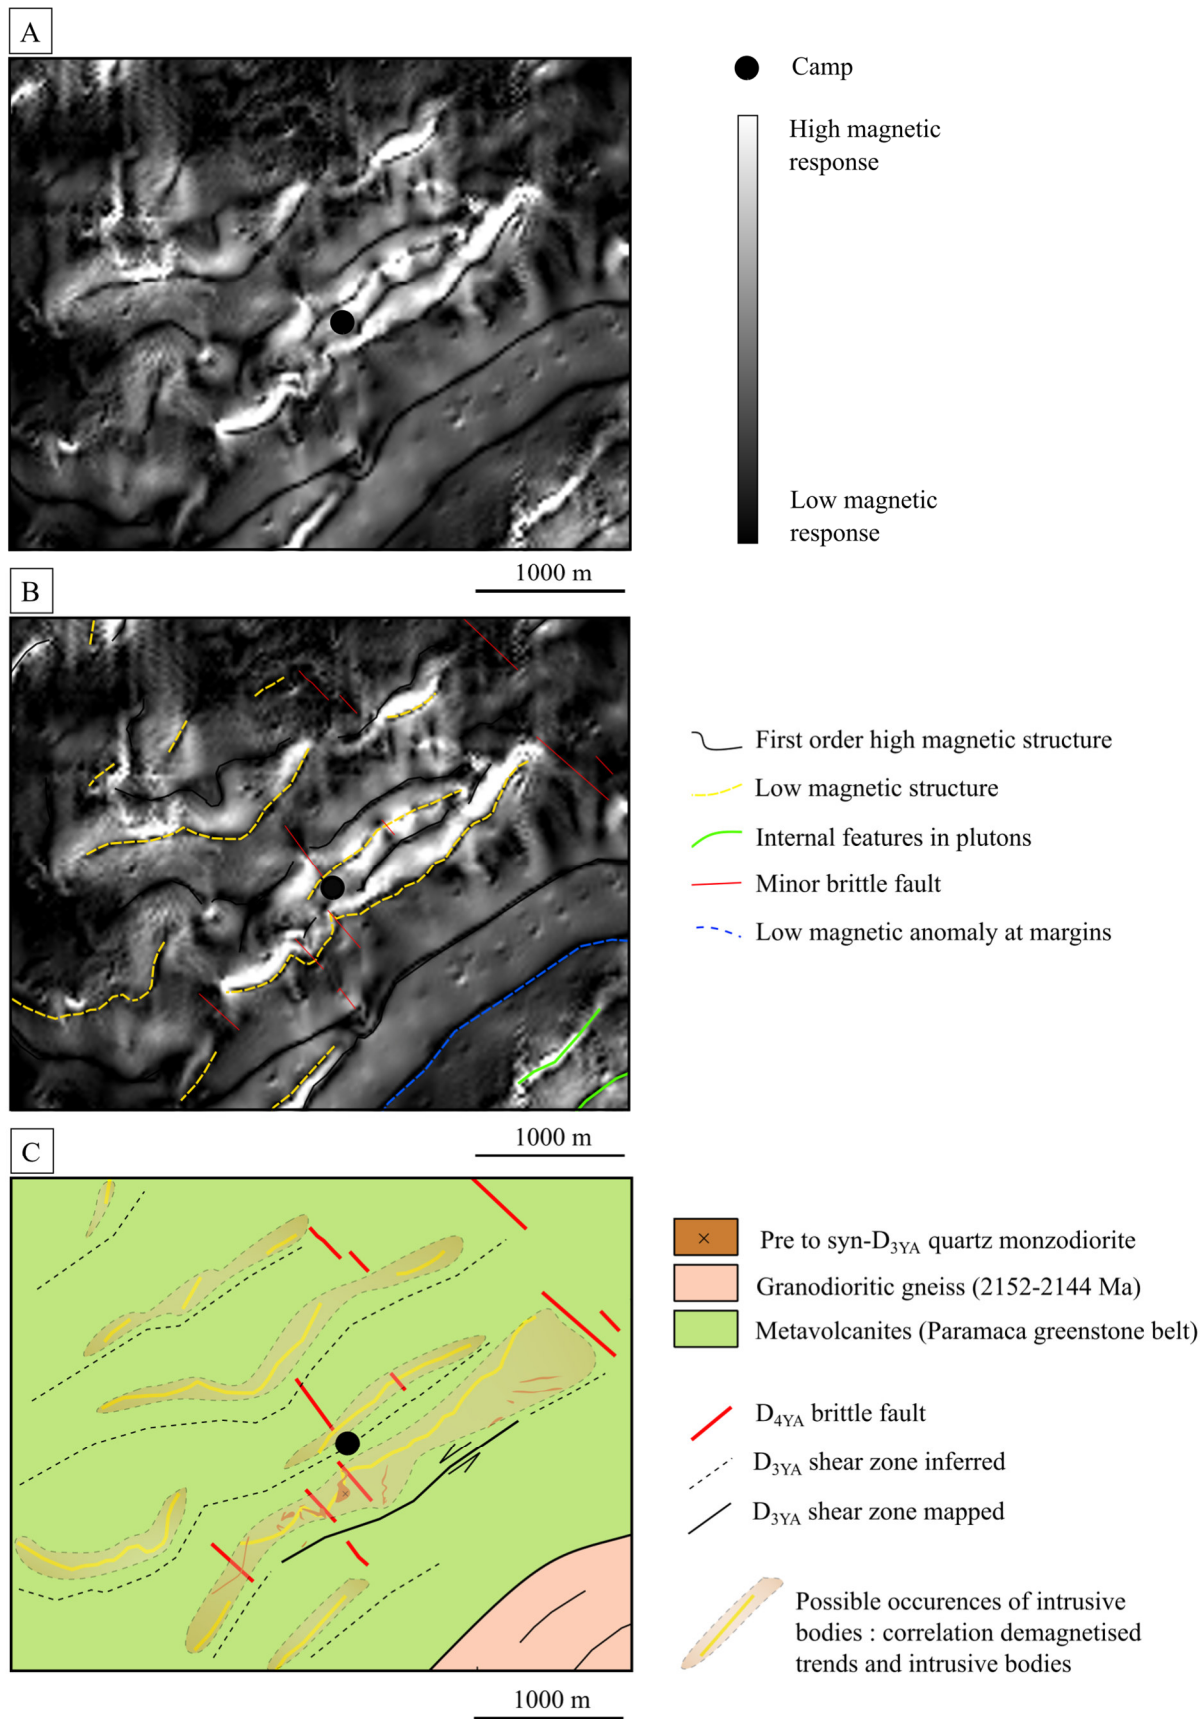 A
Camp
High magnetic
response
Low magnetic
response
1000 m
B
First order high magnetic structure
Low magnetic structure
Internal features in plutons
Minor brittle fault
Low magnetic anomaly at margins
1000 m
C
Pre to syn-D3YA quartz monzodiorite
Granodioritic gneiss (2152-2144 Ma)
Metavolcanites (Paramaca greenstone belt)
D4YA brittle fault
D3YA shear zone inferred
D3YA shear zone mapped
Possible occurences of intrusive
bodies : correlation demagnetised
trends and intrusive bodies
1000 m